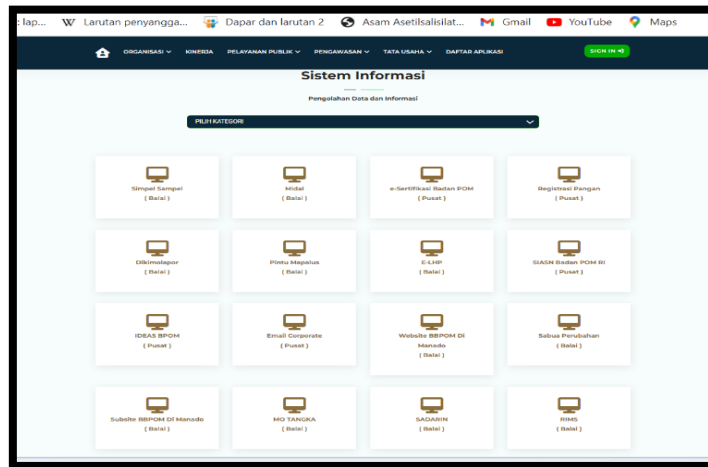 : lap...
Larutan penyangga...
Dapar dan larutan 2
Asam Asetilsalisilat...
Gmail
YouTube
Maps
ORGANISASI
KINERJA
PELAYANAN PUBLIK
PENGAWASAN
TATA USAHA
DAFTAR APLIKASI
SIGN IN
Sistem Informasi
Pengolahan Data dan Informasi
PILIH KATEGORI
Simpel Sampel
( Balai )
Midal
( Balai )
e-Sertifikasi Badan POM
( Pusat )
Registrasi Pangan
( Pusat )
Dikimolapor
( Balai )
Pintu Mapalus
( Balai )
E-LHP
( Balai )
SIASN Badan POM RI
( Pusat )
IDEAS BPOM
( Pusat )
Email Corporate
( Pusat )
Website BBPOM Di
Manado
( Balai )
Sabua Perubahan
( Balai )
Subsite BBPOM Di Manado
( Balai )
MO TANGKA
( Balai )
SADARIN
( Balai )
RIMS
( Balai )